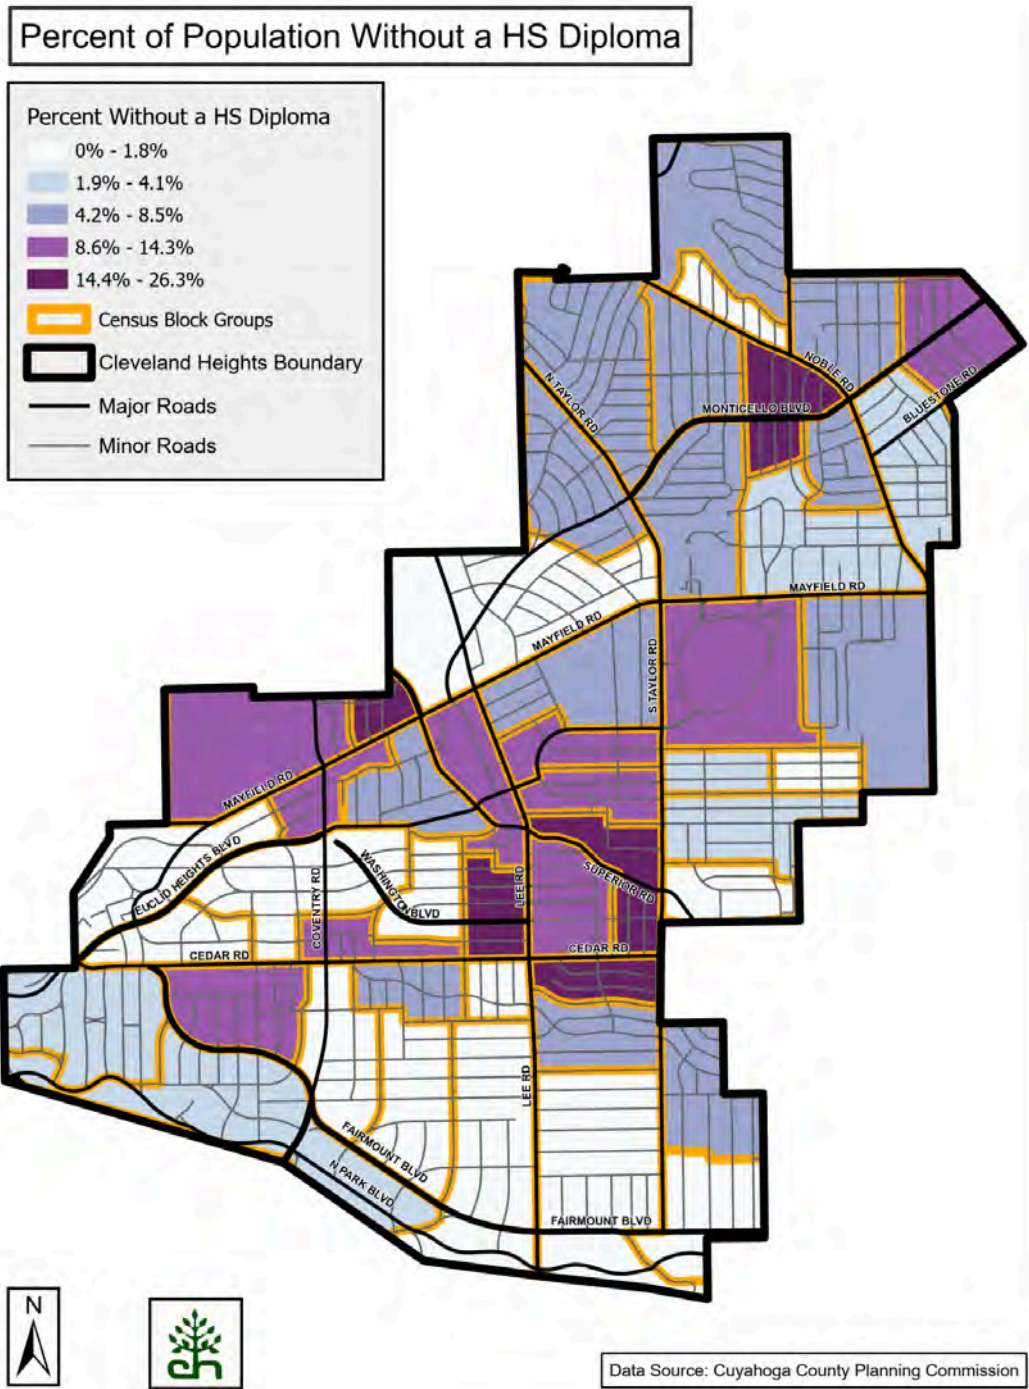 Percent of Population Without a HS Diploma
Percent Without a HS Diploma
0% - 1.8%
1.9% - 4.1%
4.2% - 8.5%
8.6% - 14.3%
14.4% - 26.3%
Census Block Groups
Cleveland Heights Boundary
Major Roads
Minor Roads
NOBLE RD
N TAYLOR RD
BLUESTONE RD
MONTICELLO BLVD
MAYFIELD RD
MAYFIELD RD
S TAYLOR RD
MAYFIELD RD
EUCLID HEIGHTS BLVD
WASHINGTON BLVD
COVENTRY RD
LEE RD
SUPERIOR RD
CEDAR RD
CEDAR RD
LEE RD
FAIRMOUNT BLVD
N PARK BLVD
FAIRMOUNT BLVD
N
ch
Data Source: Cuyahoga County Planning Commission